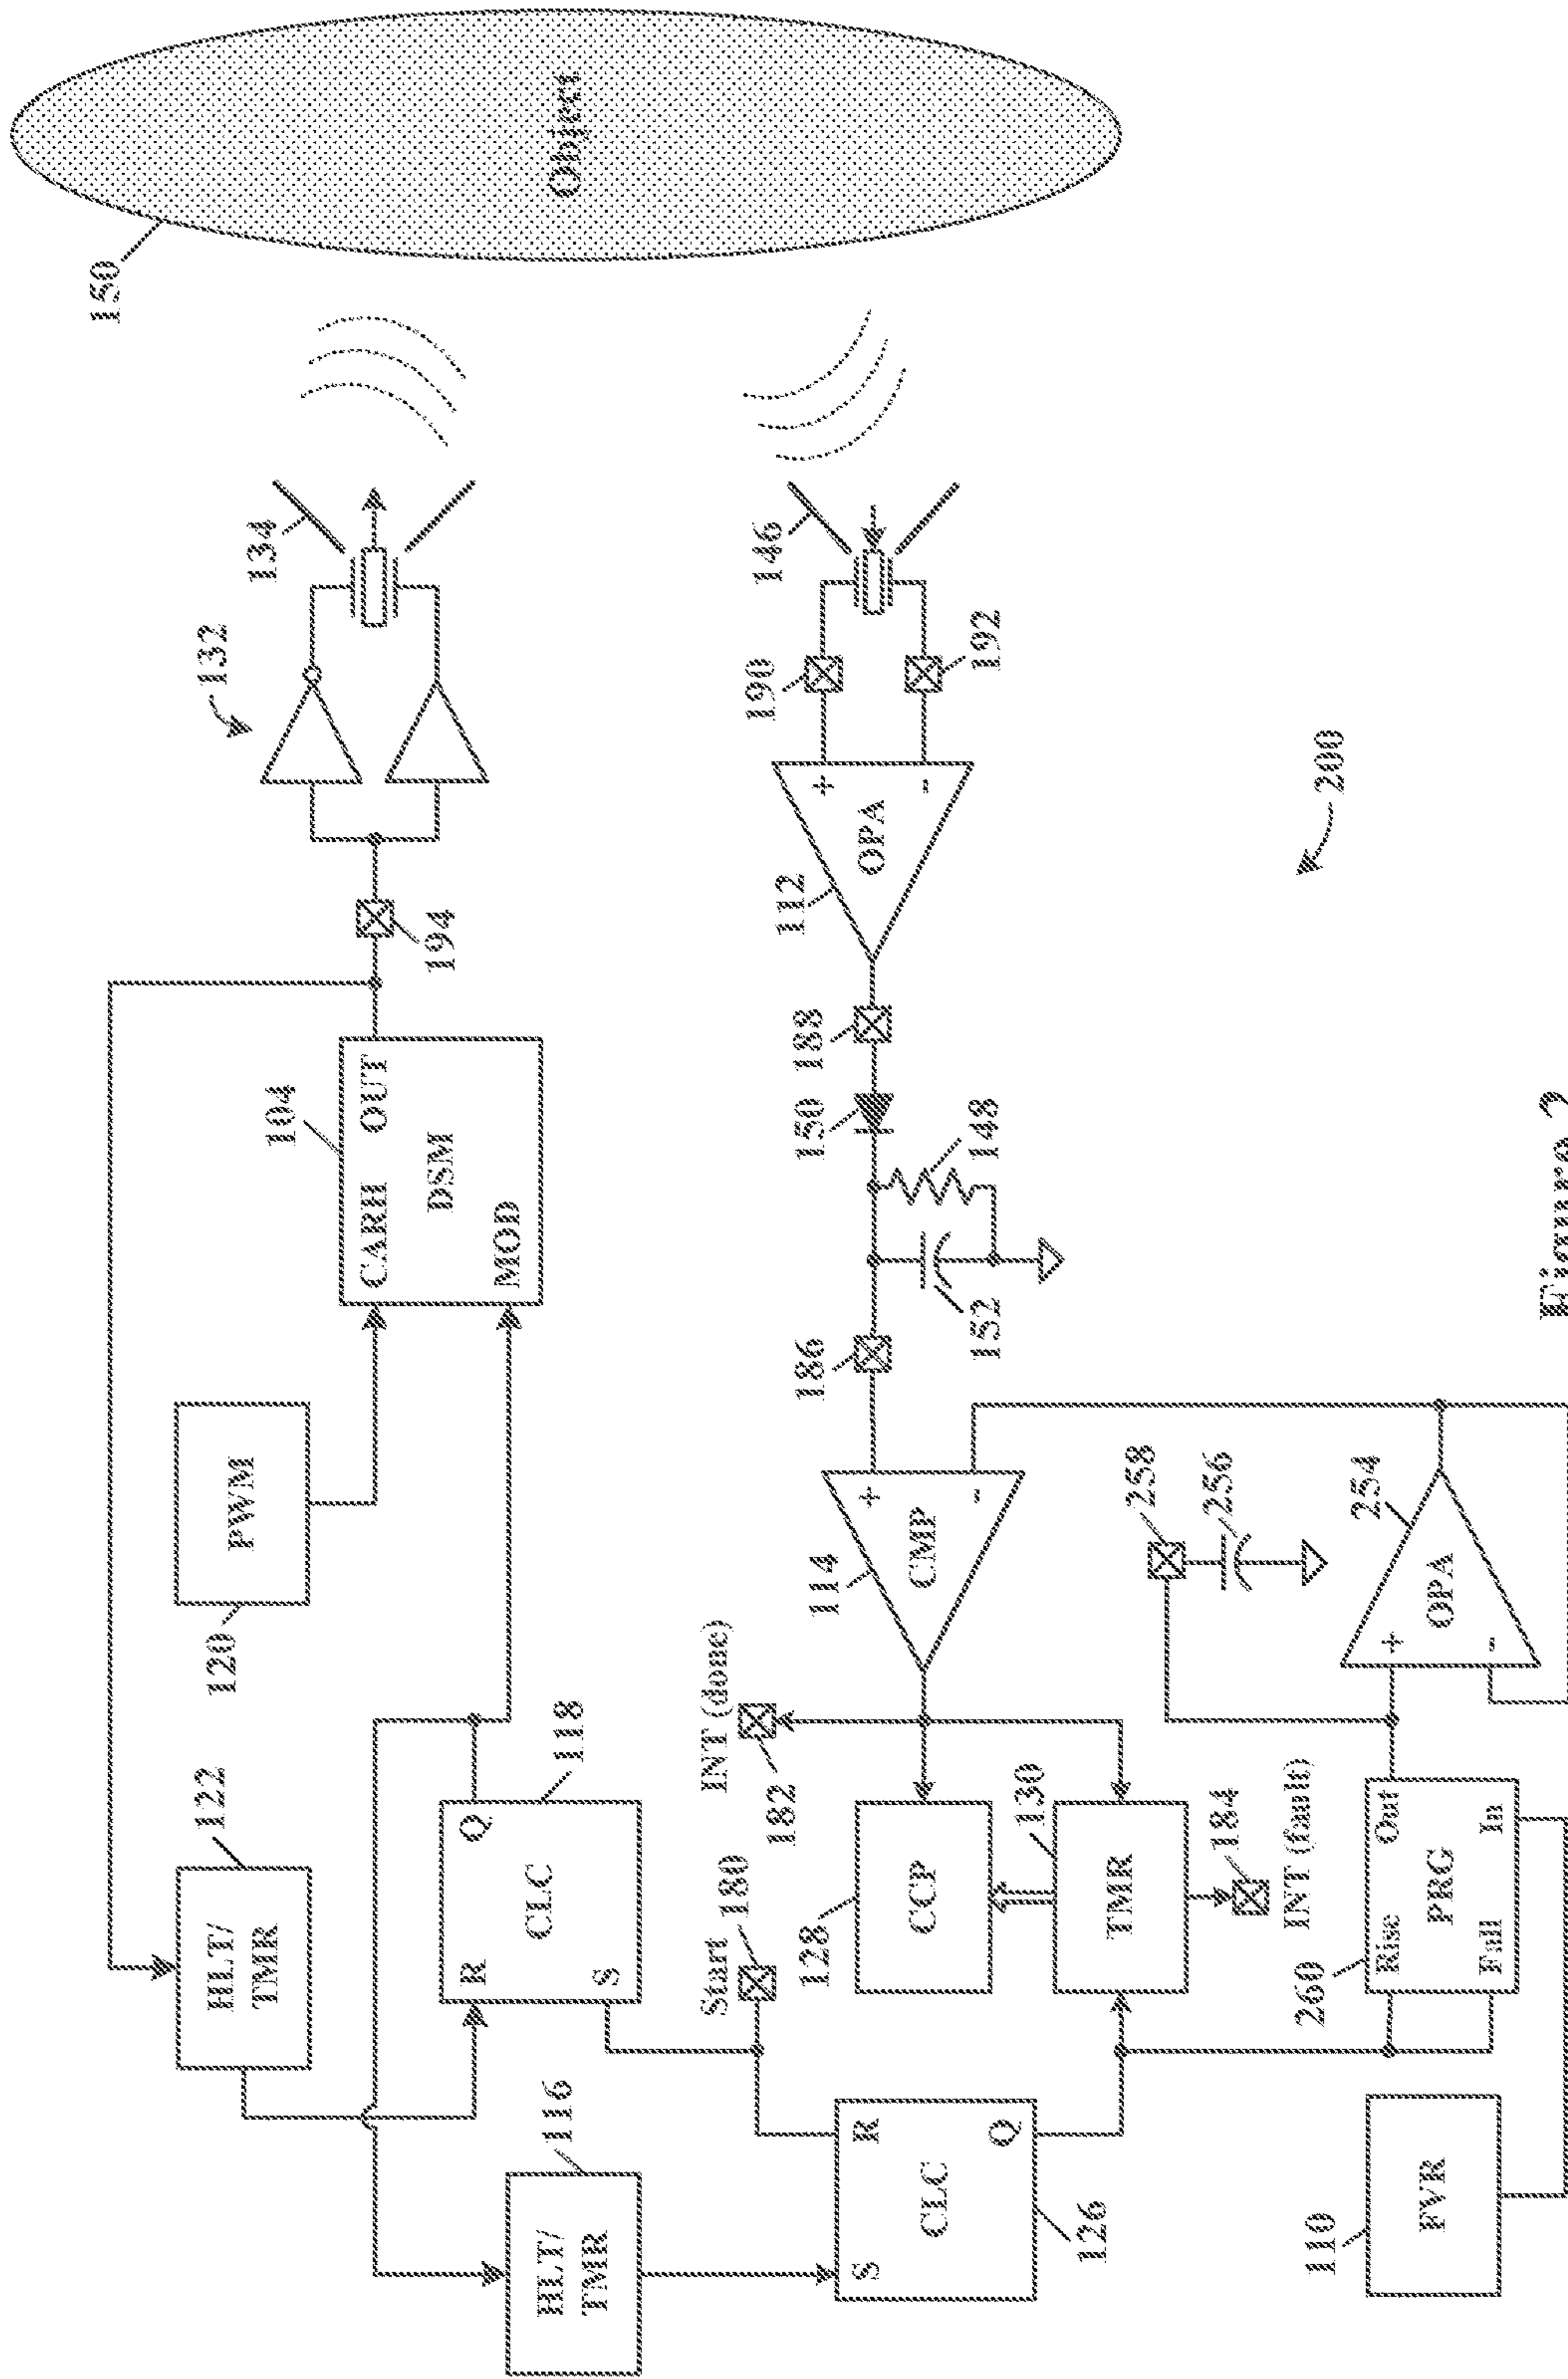 150
Object
134
132
146
190
192
194
104
CARH OUT
DSM
MOD
112
OPA
+
-
200
188
150
148
152
186
PWM
120
122
HLT/
TMR
118
Q
CLC
R
S
114
CMP
+
-
INT (done)
182
Start
180
CCP
128
130
TMR
184
INT (fault)
258
256
254
OPA
+
-
260
Rise Out
PRG
Fall In
116
HLT/
TMR
R
S
CLC
Q
126
110
FVR
Figure 2